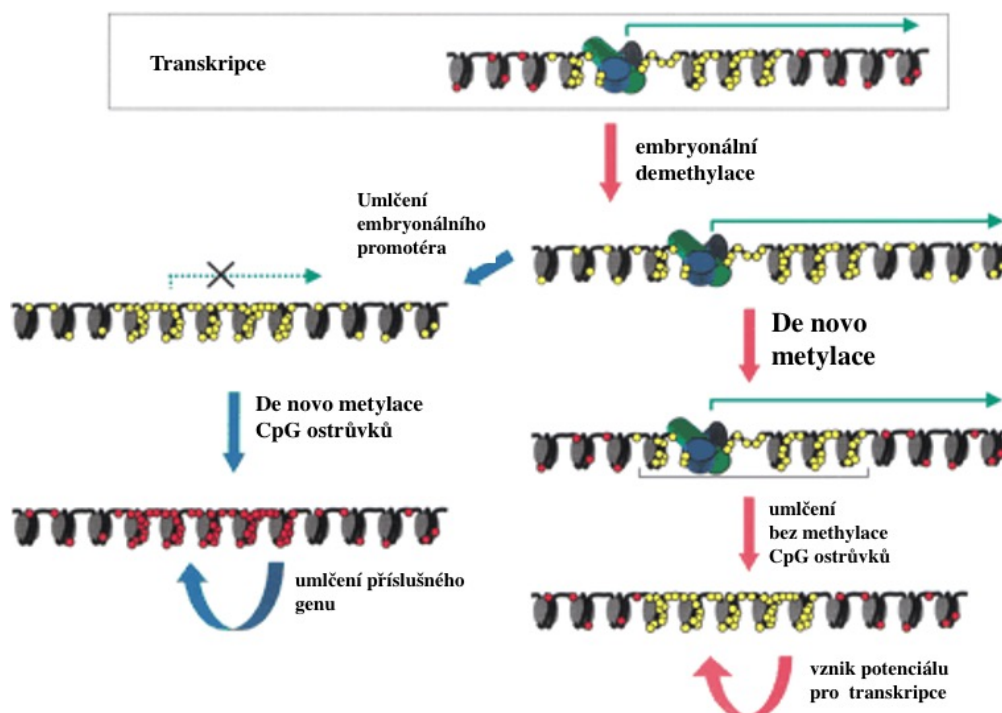 Transkripce
embryonální
demethylace
Umlčení
embryonálního
promotéra
De novo
metylace
De novo metylace
CpG ostrůvků
umlčení
bez methylace
CpG ostrůvků
umlčení příslušného
genu
vznik potenciálu
pro transkripce